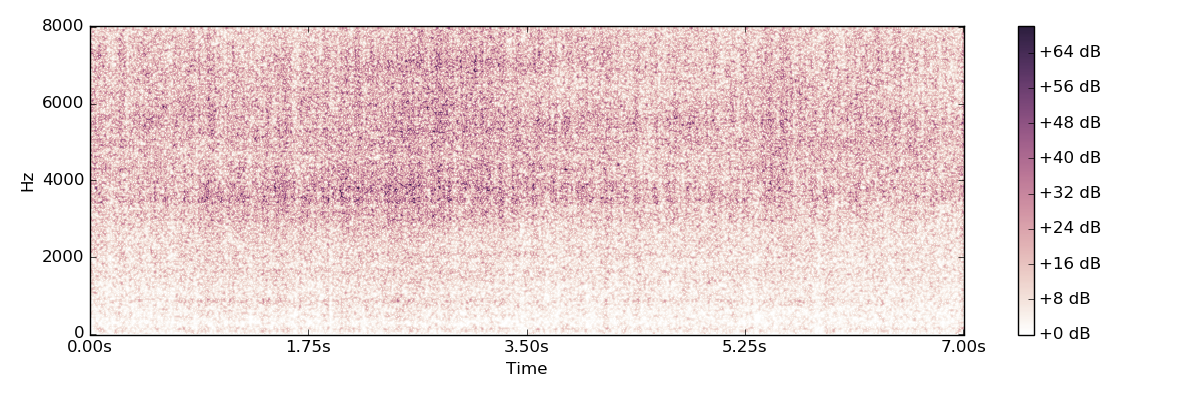 8000
6000
4000
2000
0
Hz
0.00s 1.75s 3.50s 5.25s 7.00s
Time
+64 dB
+56 dB
+48 dB
+40 dB
+32 dB
+24 dB
+16 dB
+8 dB
+0 dB